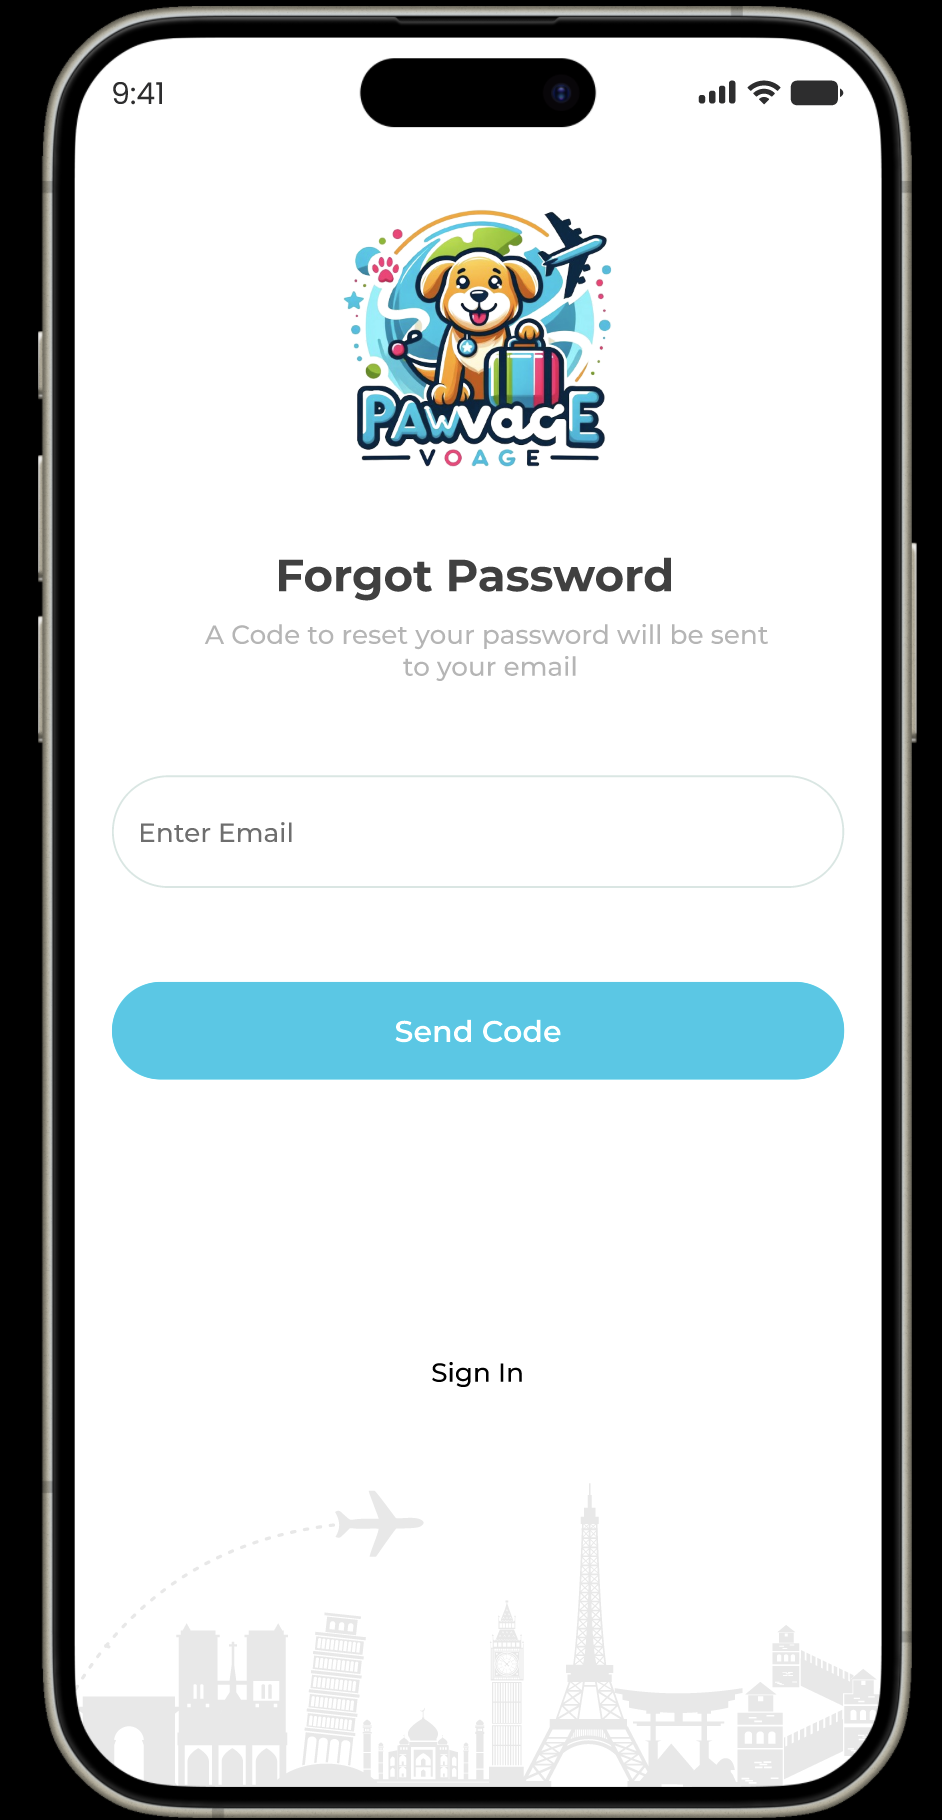 9:41
PAWvagE
VOAGE
Forgot Password
A Code to reset your password will be sent
to your email
Enter Email
Send Code
Sign In